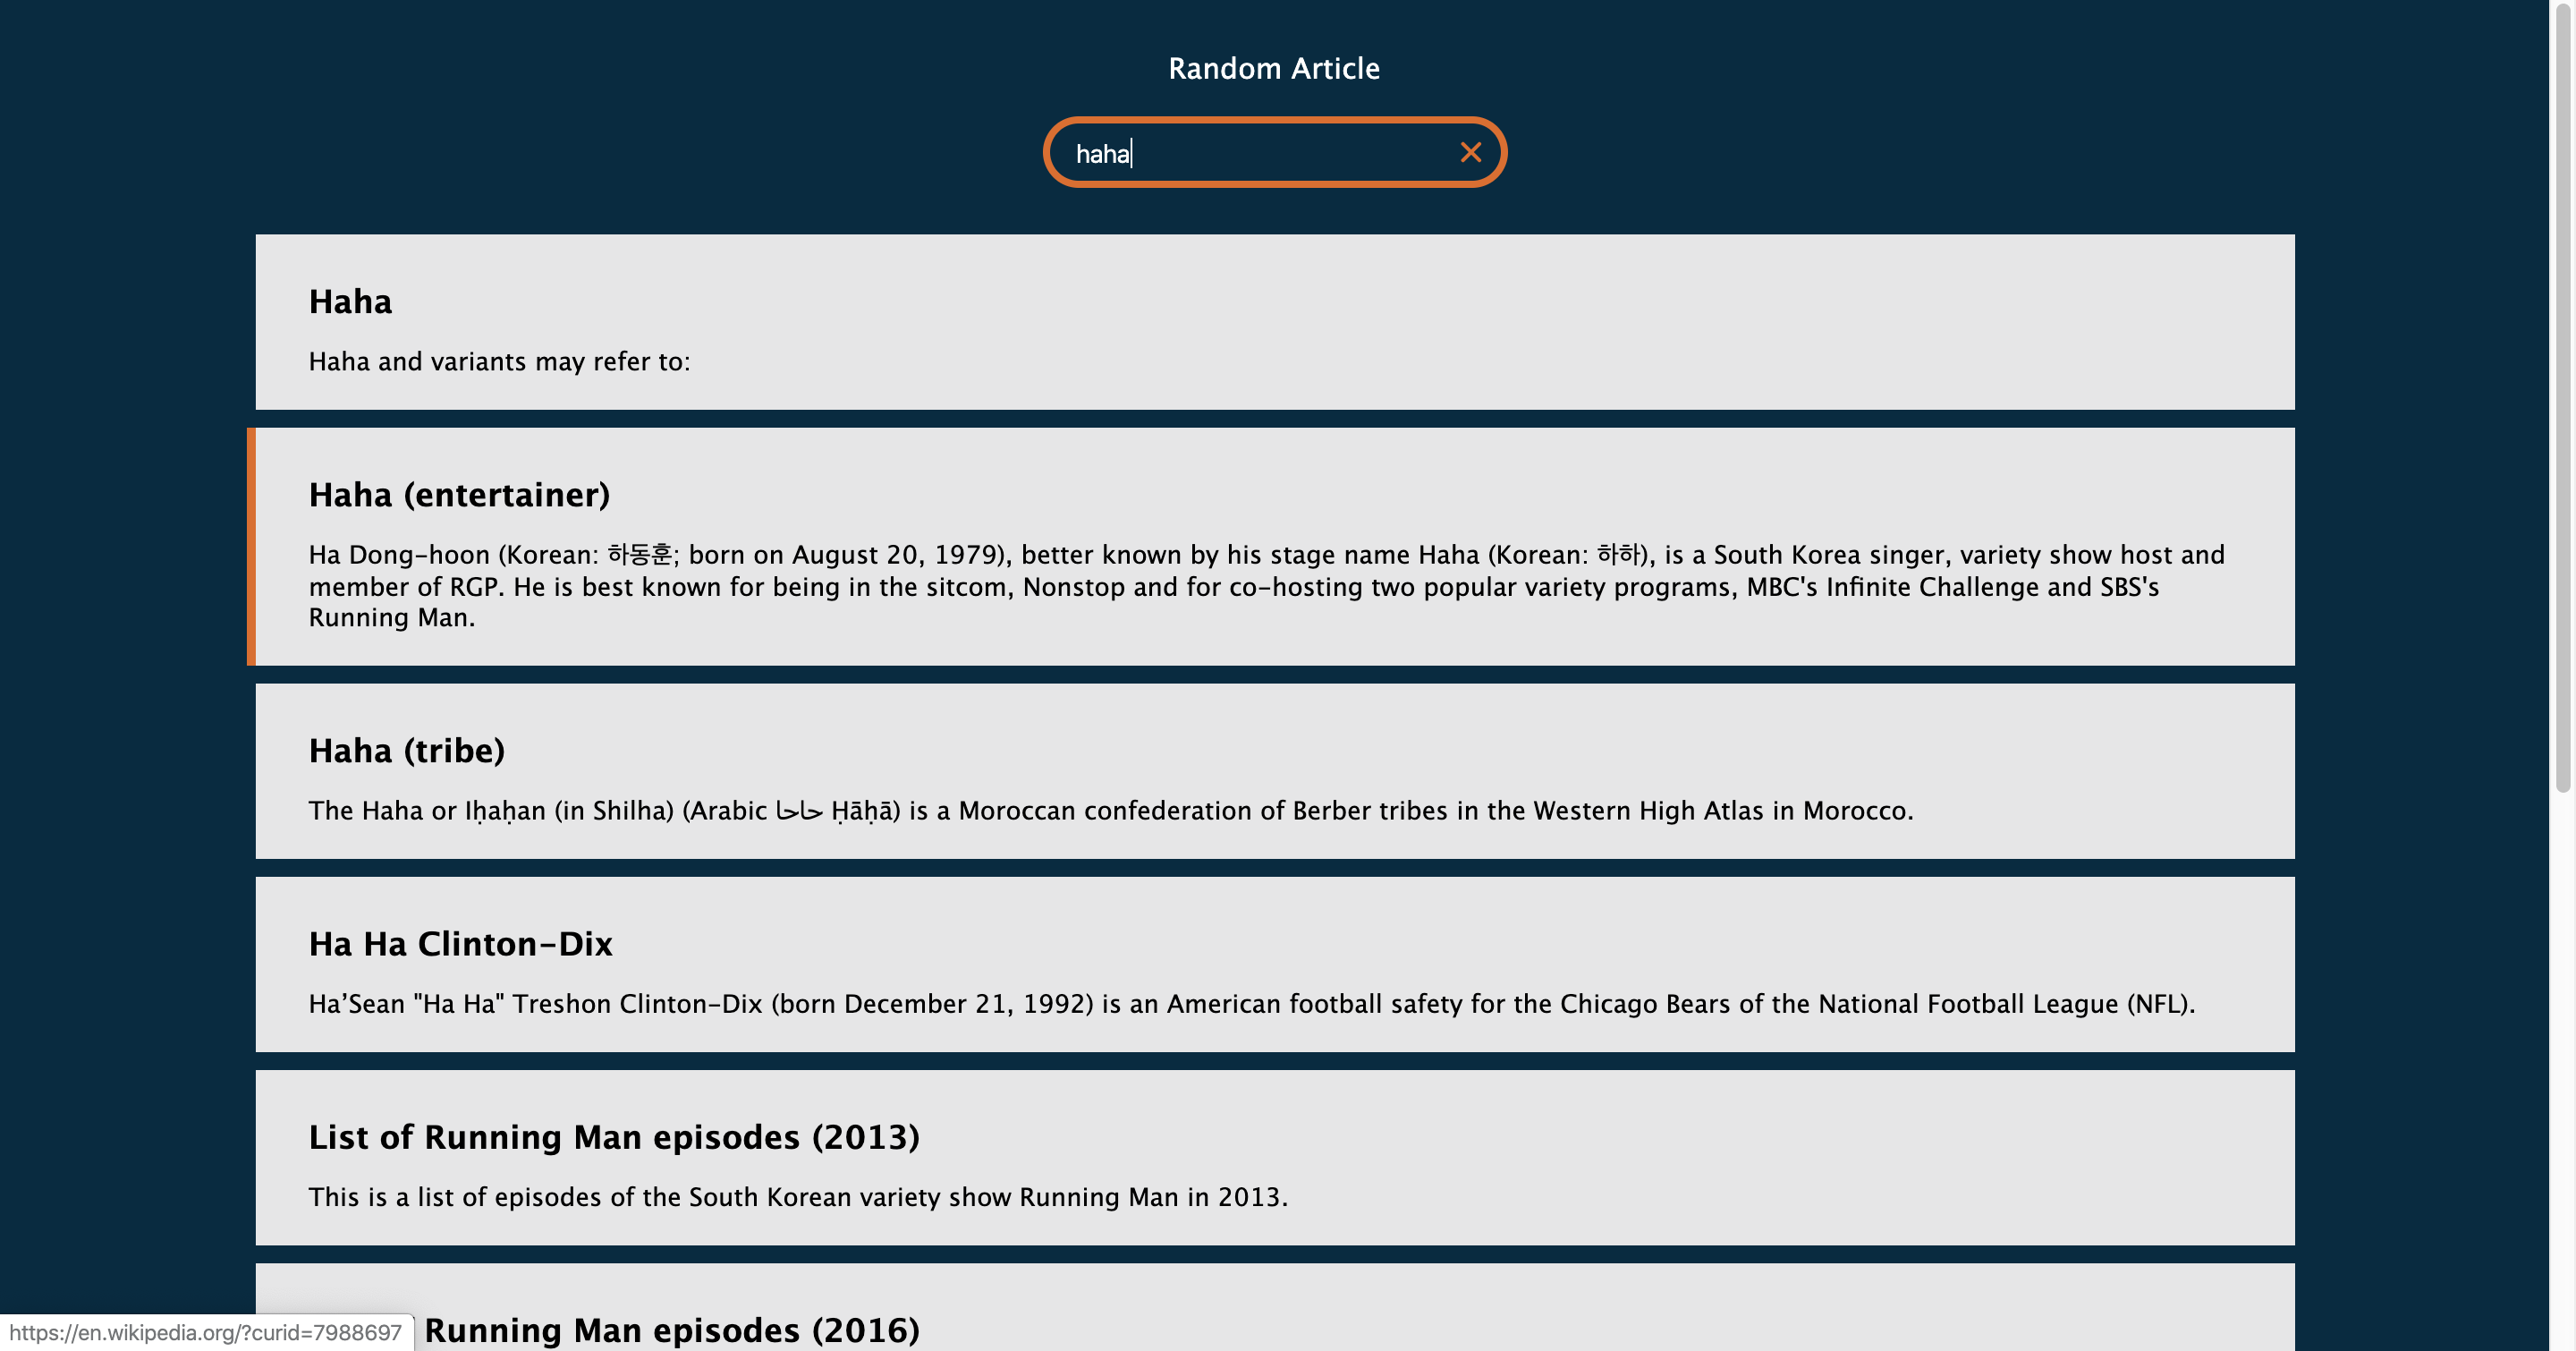 Random Article
haha
Haha
Haha and variants may refer to:
Haha (entertainer)
Ha Dong-hoon (Korean: 하동훈; born on August 20, 1979), better known by his stage name Haha (Korean: 하하), is a South Korea singer, variety show host and
member of RGP. He is best known for being in the sitcom, Nonstop and for co-hosting two popular variety programs, MBC's Infinite Challenge and SBS's
Running Man.
Haha (tribe)
The Haha or Iḥaḥan (in Shilha) (Arabic حاحا Ḥāḥā) is a Moroccan confederation of Berber tribes in the Western High Atlas in Morocco.
Ha Ha Clinton-Dix
Ha’Sean "Ha Ha" Treshon Clinton-Dix (born December 21, 1992) is an American football safety for the Chicago Bears of the National Football League (NFL).
List of Running Man episodes (2013)
This is a list of episodes of the South Korean variety show Running Man in 2013.
Running Man episodes (2016)
https://en.wikipedia.org/?curid=7988697